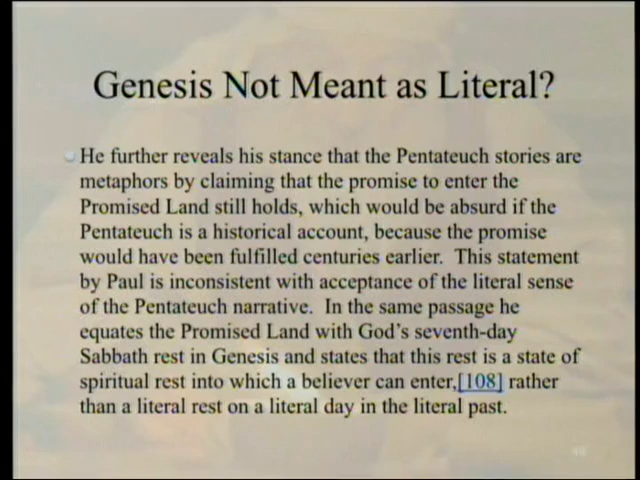 Genesis Not Meant as Literal?
He further reveals his stance that the Pentateuch stories are
metaphors by claiming that the promise to enter the
Promised Land still holds, which would be absurd if the
Pentateuch is a historical account, because the promise
would have been fulfilled centuries earlier.  This statement
by Paul is inconsistent with acceptance of the literal sense
of the Pentateuch narrative.  In the same passage he
equates the Promised Land with God's seventh-day
Sabbath rest in Genesis and states that this rest is a state of
spiritual rest into which a believer can enter,[108] rather
than a literal rest on a literal day in the literal past.